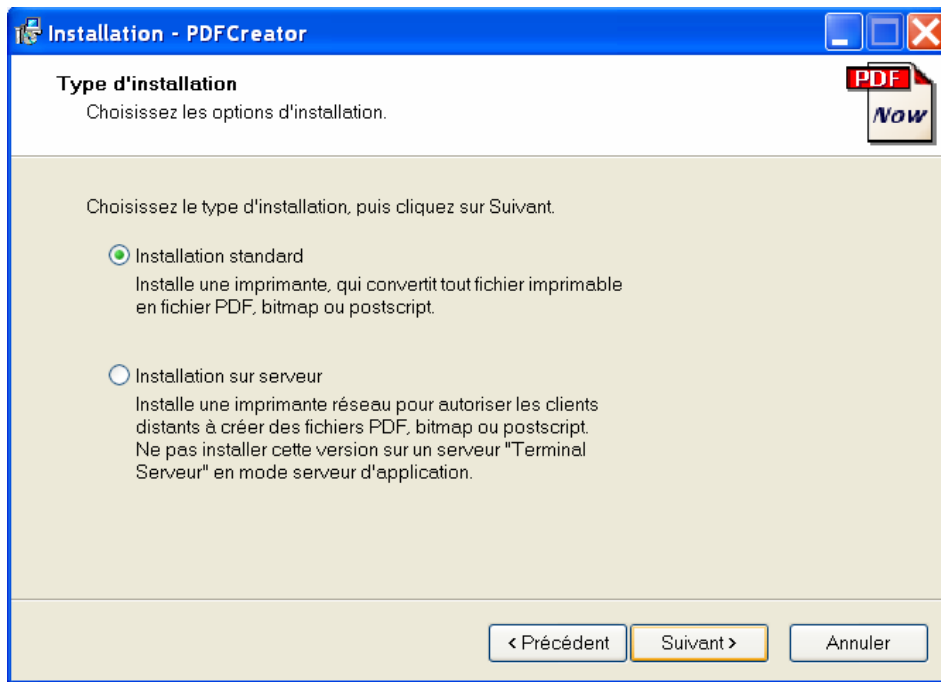 Installation - PDFCreator
Type d'installation
Choisissez les options d'installation.
PDF
Now
Choisissez le type d'installation, puis cliquez sur Suivant.
Installation standard
Installe une imprimante, qui convertit tout fichier imprimable
en fichier PDF, bitmap ou postscript.
Installation sur serveur
Installe une imprimante réseau pour autoriser les clients
distants à créer des fichiers PDF, bitmap ou postscript.
Ne pas installer cette version sur un serveur "Terminal
Serveur" en mode serveur d'application.
< Précédent
Suivant >
Annuler